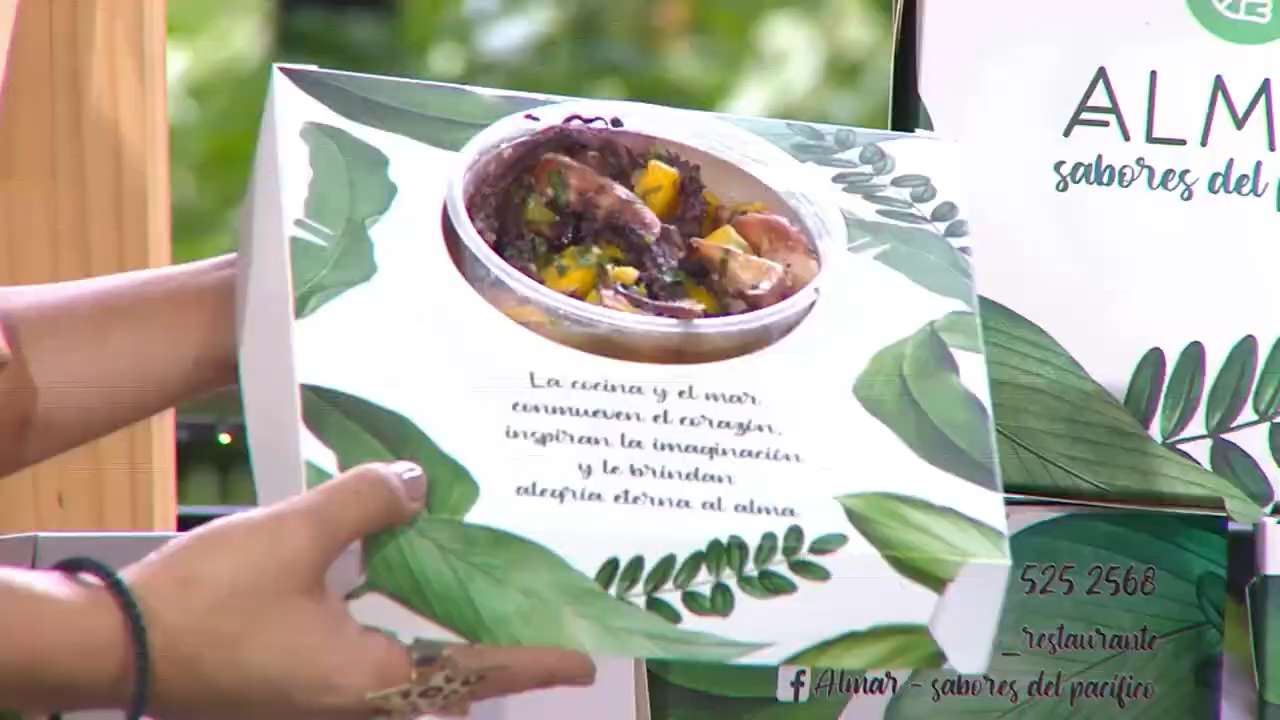 ALM
sabores del
La cocina y el mar
conmueven el corazón,
inspiran la imaginación
y le brindan
alegría eterna al alma.
525 2568
_restaurante
f Almar - sabores del pacífico